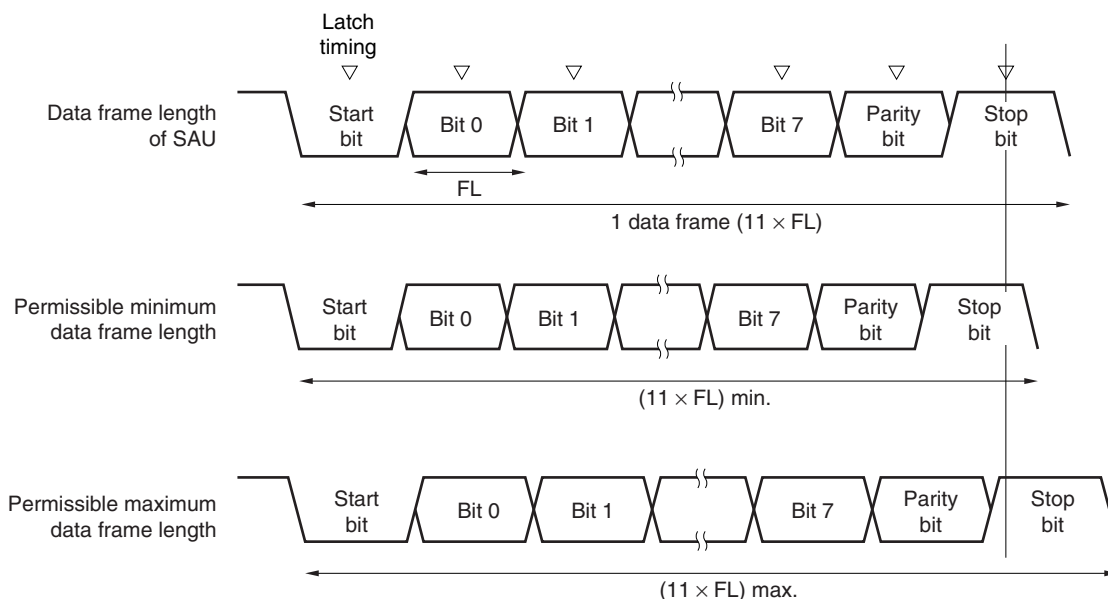 Latch
timing
Data frame length
of SAU
Start
bit
Bit 0
Bit 1
Bit 7
Parity
bit
Stop
bit
FL
1 data frame (11 × FL)
Permissible minimum
data frame length
Start
bit
Bit 0
Bit 1
Bit 7
Parity
bit
Stop
bit
(11 × FL) min.
Permissible maximum
data frame length
Start
bit
Bit 0
Bit 1
Bit 7
Parity
bit
Stop
bit
(11 × FL) max.